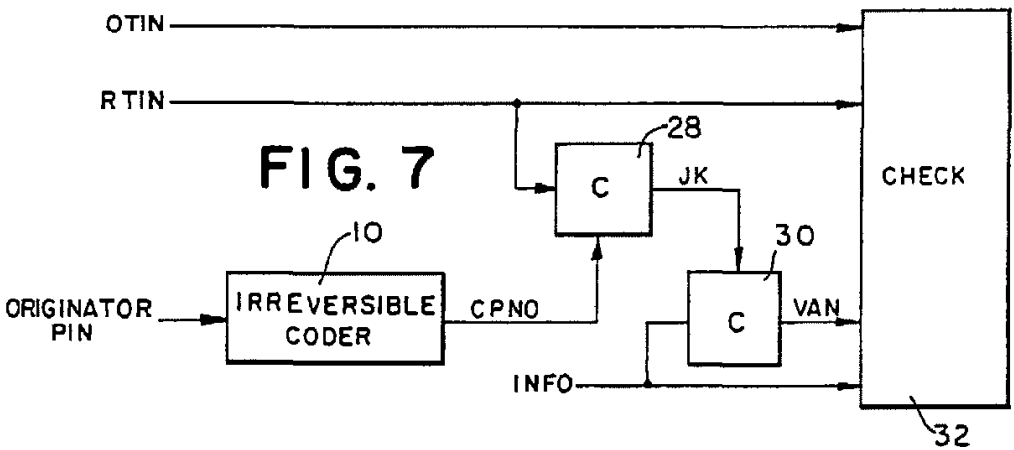 OTIN
RTIN
28
FIG. 7
C
JK
CHECK
10
30
ORIGINATOR
PIN
IRREVERSIBLE
CODER
CPNO
C
VAN
INFO
32